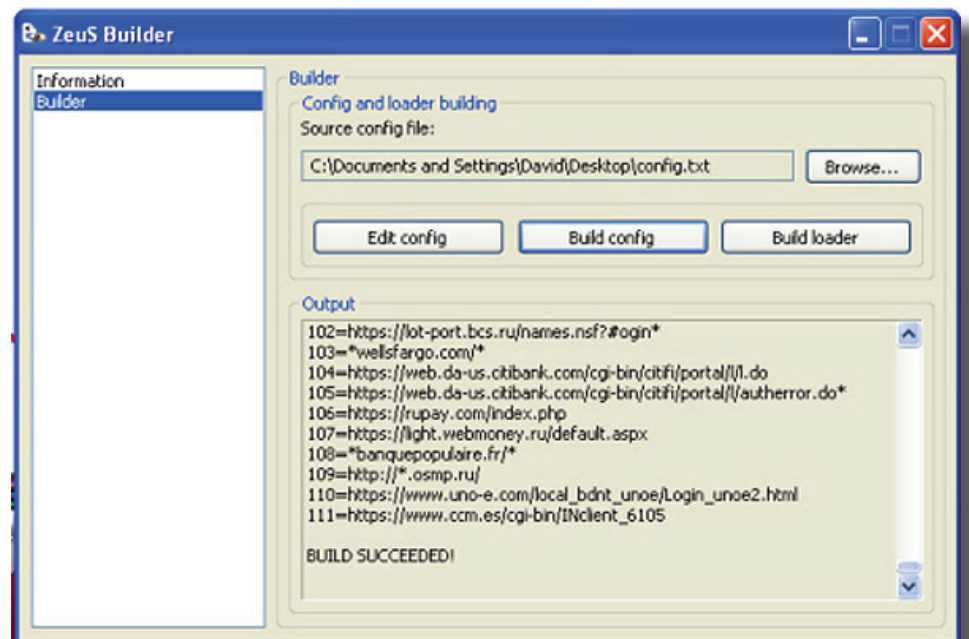 ZeuS Builder
Information
Builder
Builder
Config and loader building
Source config file:
C:\Documents and Settings\David\Desktop\config.txt
Browse...
Edit config
Build config
Build loader
Output
102=https://lot-port.bcs.ru/names.nsf?#ogin*
103=*wellsfargo.com/*
104=https://web.da-us.citibank.com/cgi-bin/citifi/portal/l/l.do
105=https://web.da-us.citibank.com/cgi-bin/citifi/portal/l/autherror.do*
106=https://rupay.com/index.php
107=https://light.webmoney.ru/default.aspx
108=*banquepopulaire.fr/*
109=http://*.osmp.ru/
110=https://www.uno-e.com/local_bdnt_unoe/Login_unoe2.html
111=https://www.ccm.es/cgi-bin/INclient_6105
BUILD SUCCEEDED!